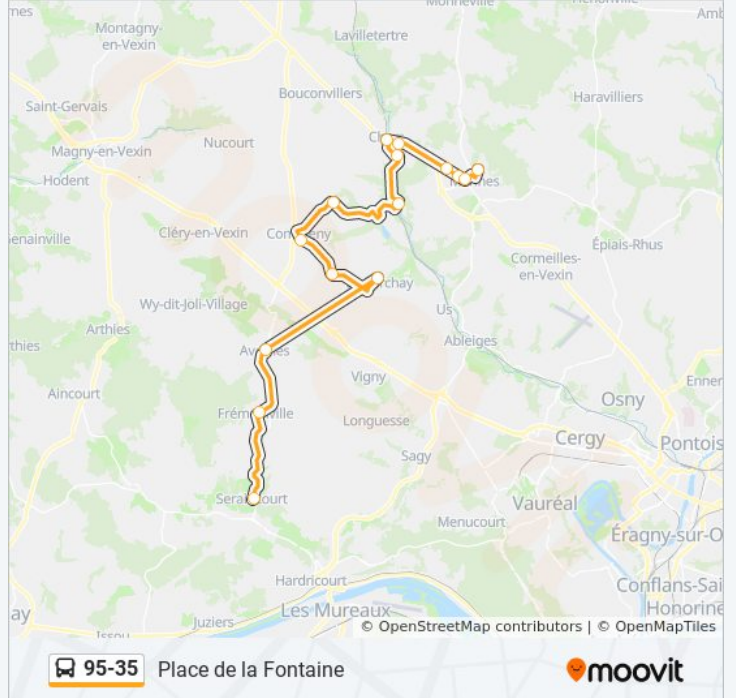 nes
Monneville
Hénonville
Amb
Montagny-
en-Vexin
Lavilletertre
Bouconvillers
Haravilliers
Saint-Gervais
Nucourt
Magny-en-Vexin
Hodent
Cléry-en-Vexin
enainville
Épiais-Rhus
Cormeilles-
en-Vexin
Wy-dit-Joli-Village
Us
Arthies
thies
Ableiges
Vigny
Enner
Aincourt
Osny
Longuesse
Cergy
Pontois
Sagy
Vauréal
Menucourt
Éragny-sur-O
Hardricourt
Conflans-Sai
Honorine
Les Mureaux
ay
Juziers
Issou
© OpenStreetMap contributors | © OpenMapTiles
95-35 Place de la Fontaine moovit